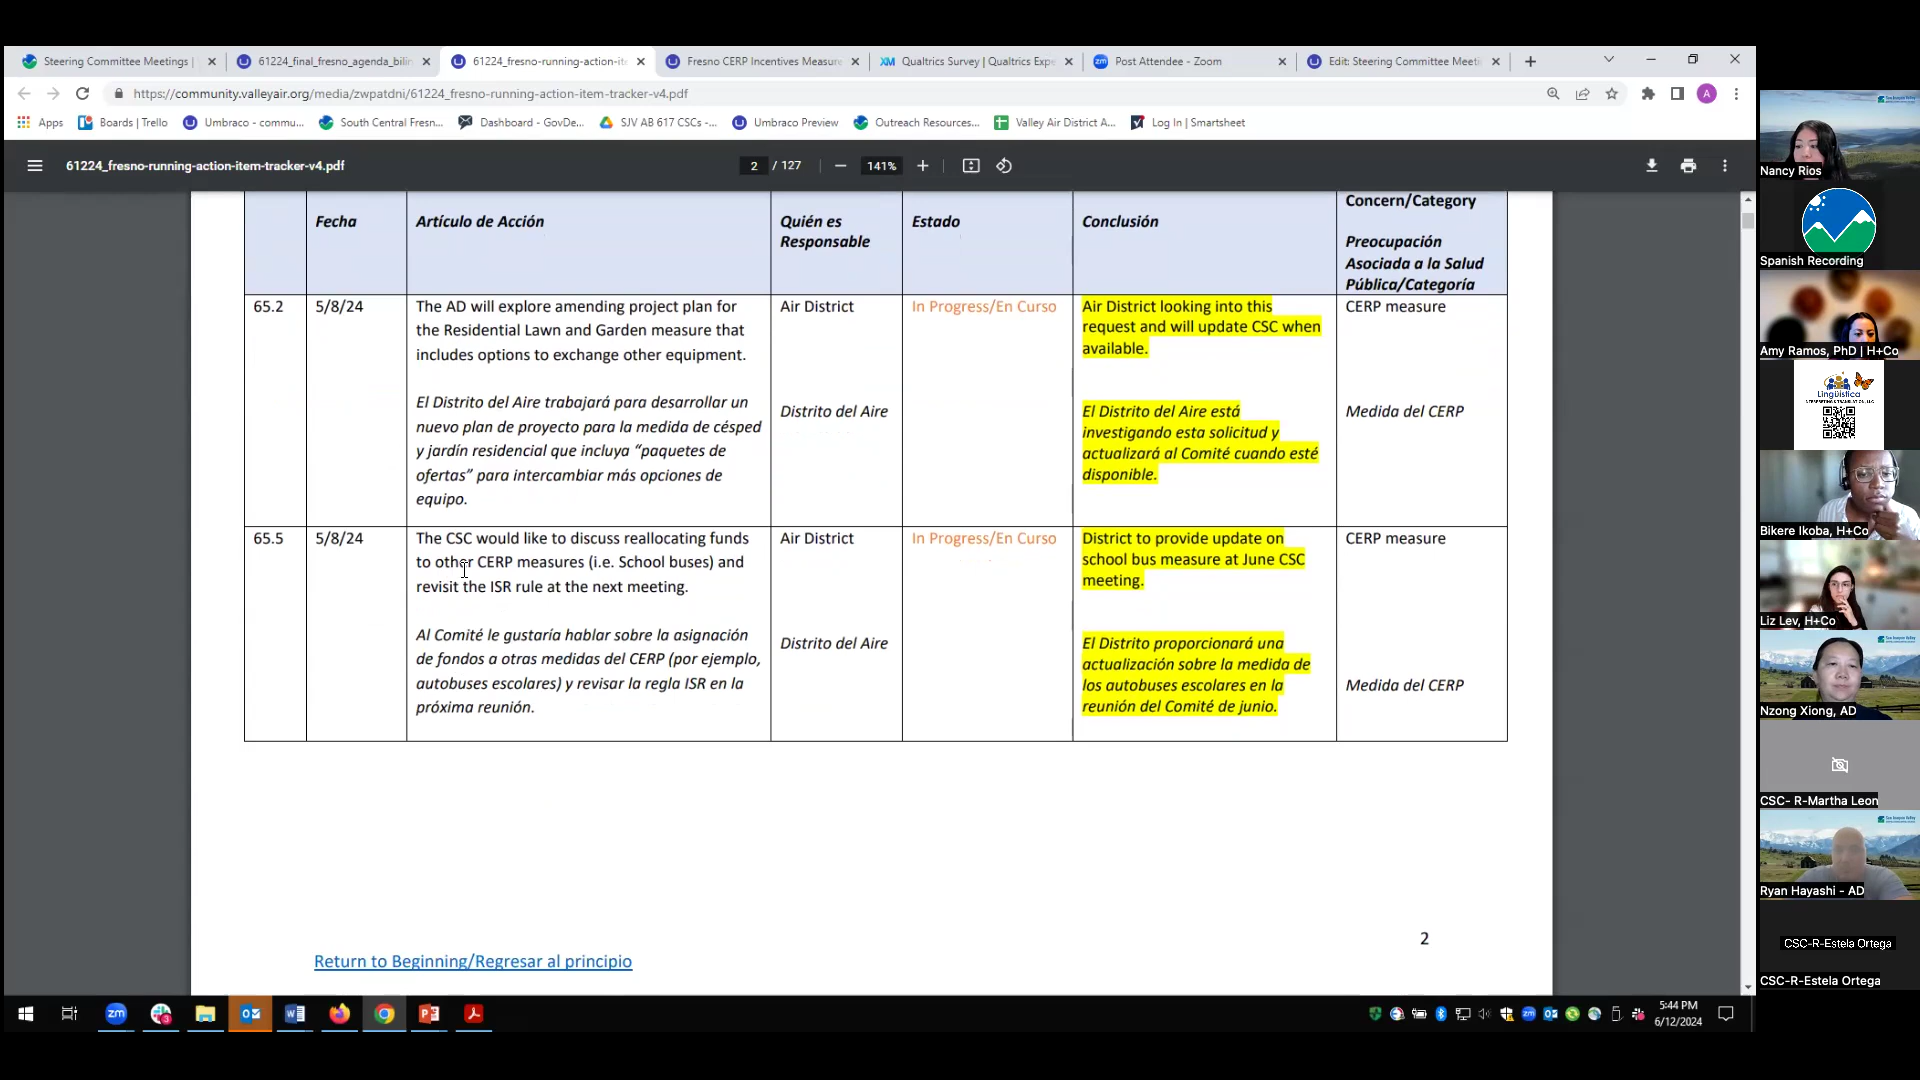 Steering Committee Meetings |
61224_final_fresno_agenda_bilin
61224_fresno-running-action-ite
Fresno CERP Incentives Measure
XM Qualtrics Survey | Qualtrics Expe
zm Post Attendee - Zoom
Edit: Steering Committee Meeti
https://community.valleyair.org/media/zwpatdni/61224_fresno-running-action-item-tracker-v4.pdf
A
Apps
Boards | Trello
Umbraco - commu...
South Central Fresn...
Dashboard - GovDe...
SJV AB 617 CSCs -...
Umbraco Preview
Outreach Resources...
Valley Air District A...
Log In | Smartsheet
61224_fresno-running-action-item-tracker-v4.pdf
2 / 127
141%
Fecha
Artículo de Acción
Quién es
Responsable
Estado
Conclusión
Concern/Category
Preocupación
Asociada a la Salud
Pública/Categoría
65.2
5/8/24
The AD will explore amending project plan for
the Residential Lawn and Garden measure that
includes options to exchange other equipment.
El Distrito del Aire trabajará para desarrollar un
nuevo plan de proyecto para la medida de césped
y jardín residencial que incluya “paquetes de
ofertas” para intercambiar más opciones de
equipo.
Air District
Distrito del Aire
In Progress/En Curso
Air District looking into this
request and will update CSC when
available.
El Distrito del Aire está
investigando esta solicitud y
actualizará al Comité cuando esté
disponible.
CERP measure
Medida del CERP
65.5
5/8/24
The CSC would like to discuss reallocating funds
to other CERP measures (i.e. School buses) and
revisit the ISR rule at the next meeting.
Al Comité le gustaría hablar sobre la asignación
de fondos a otras medidas del CERP (por ejemplo,
autobuses escolares) y revisar la regla ISR en la
próxima reunión.
Air District
Distrito del Aire
In Progress/En Curso
District to provide update on
school bus measure at June CSC
meeting.
El Distrito proporcionará una
actualización sobre la medida de
los autobuses escolares en la
reunión del Comité de junio.
CERP measure
Medida del CERP
2
Return to Beginning/Regresar al principio
5:44 PM
6/12/2024
Nancy Rios
Spanish Recording
Amy Ramos, PhD | H+Co
Lingüística
Bikere Ikoba, H+Co
Liz Lev, H+Co
Nzong Xiong, AD
CSC- R-Martha Leon
Ryan Hayashi - AD
CSC-R-Estela Ortega
CSC-R-Estela Ortega